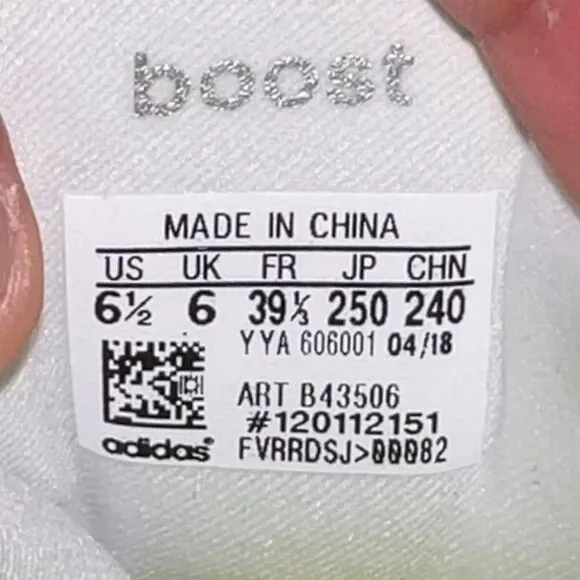 boost
MADE IN CHINA
US UK FR JP CHN
6½ 6 39⅓ 250 240
YYA 606001 04/18
ART B43506
#120112151
adidas® FVRRDSJ>00082